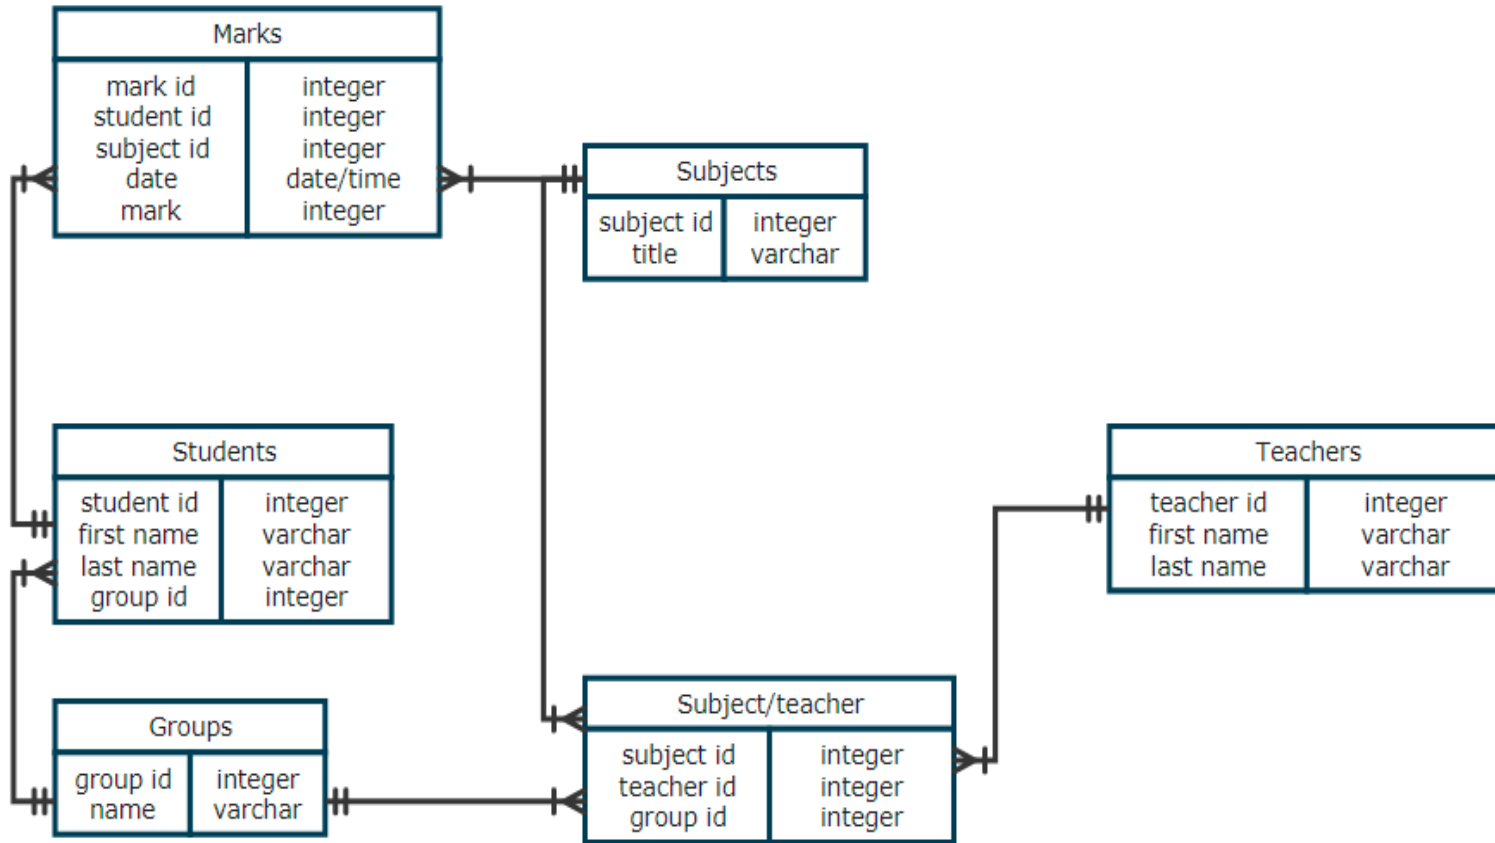 Marks
mark id integer
student id integer
subject id integer
date date/time
mark integer
Subjects
subject id integer
title varchar
Students
student id integer
first name varchar
last name varchar
group id integer
Teachers
teacher id integer
first name varchar
last name varchar
Groups
group id integer
name varchar
Subject/teacher
subject id integer
teacher id integer
group id integer